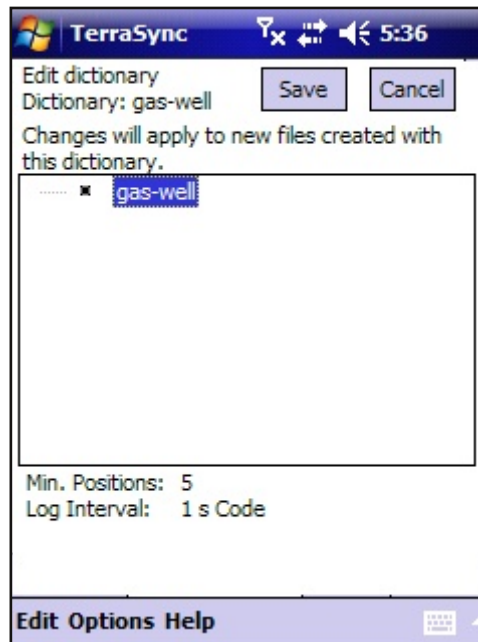 TerraSync 5:36
Edit dictionary
Dictionary: gas-well
Save Cancel
Changes will apply to new files created with
this dictionary.
gas-well
Min. Positions: 5
Log Interval: 1 s Code
Edit Options Help